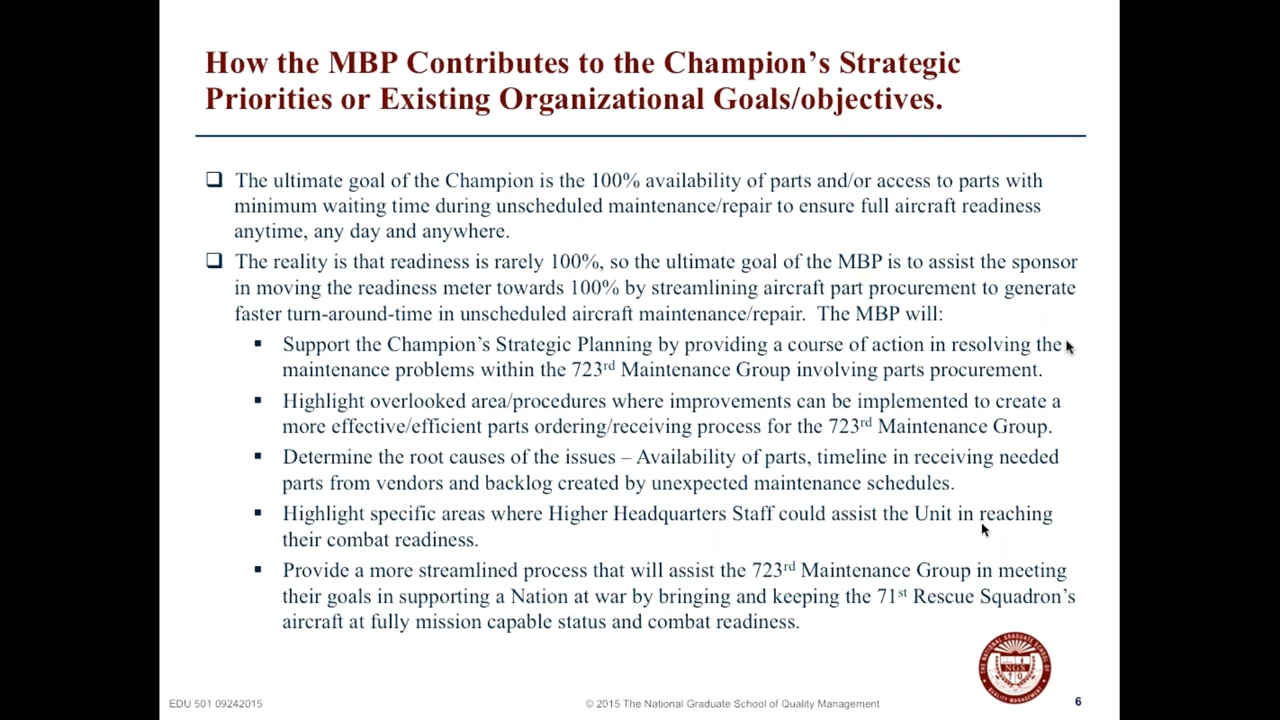 How the MBP Contributes to the Champion's Strategic
Priorities or Existing Organizational Goals/objectives.
❑ The ultimate goal of the Champion is the 100% availability of parts and/or access to parts with
minimum waiting time during unscheduled maintenance/repair to ensure full aircraft readiness
anytime, any day and anywhere.
❑ The reality is that readiness is rarely 100%, so the ultimate goal of the MBP is to assist the sponsor
in moving the readiness meter towards 100% by streamlining aircraft part procurement to generate
faster turn-around-time in unscheduled aircraft maintenance/repair. The MBP will:
▪ Support the Champion's Strategic Planning by providing a course of action in resolving the
maintenance problems within the 723rd Maintenance Group involving parts procurement.
▪ Highlight overlooked area/procedures where improvements can be implemented to create a
more effective/efficient parts ordering/receiving process for the 723rd Maintenance Group.
▪ Determine the root causes of the issues – Availability of parts, timeline in receiving needed
parts from vendors and backlog created by unexpected maintenance schedules.
▪ Highlight specific areas where Higher Headquarters Staff could assist the Unit in reaching
their combat readiness.
▪ Provide a more streamlined process that will assist the 723rd Maintenance Group in meeting
their goals in supporting a Nation at war by bringing and keeping the 71st Rescue Squadron's
aircraft at fully mission capable status and combat readiness.
THE NATIONAL GRADUATE SCHOOL OF
NGS
QUALITY MANAGEMENT
EDU 501 09242015
© 2015 The National Graduate School of Quality Management
6